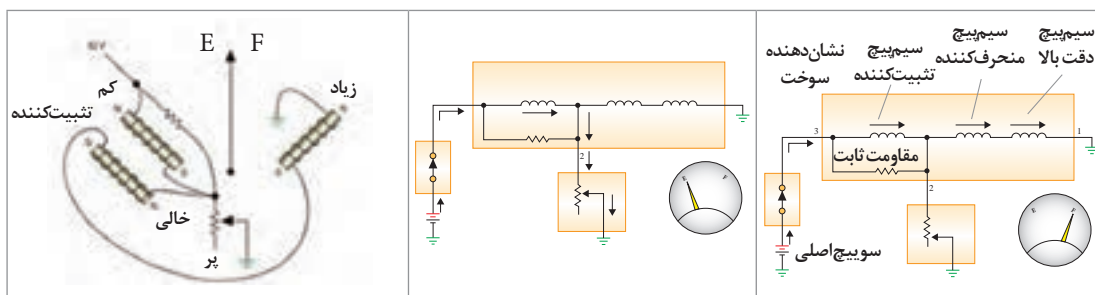 E F
12V
کم
زیاد
تثبیت‌کننده
خالی
پر
2
E F
نشان‌دهنده
سوخت
سیم‌پیچ
تثبیت‌کننده
سیم‌پیچ
منحرف‌کننده
سیم‌پیچ
دقت بالا
3
1
مقاومت ثابت
2
سوییچ اصلی
E F